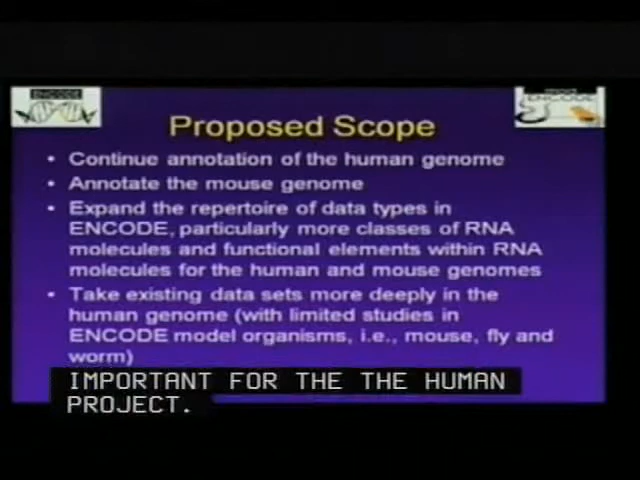 ENCODE
ENCODE
Proposed Scope
• Continue annotation of the human genome
• Annotate the mouse genome
• Expand the repertoire of data types in
ENCODE, particularly more classes of RNA
molecules and functional elements within RNA
molecules for the human and mouse genomes
• Take existing data sets more deeply in the
human genome (with limited studies in
ENCODE model organisms, i.e., mouse, fly and
worm)
IMPORTANT FOR THE THE HUMAN
PROJECT.